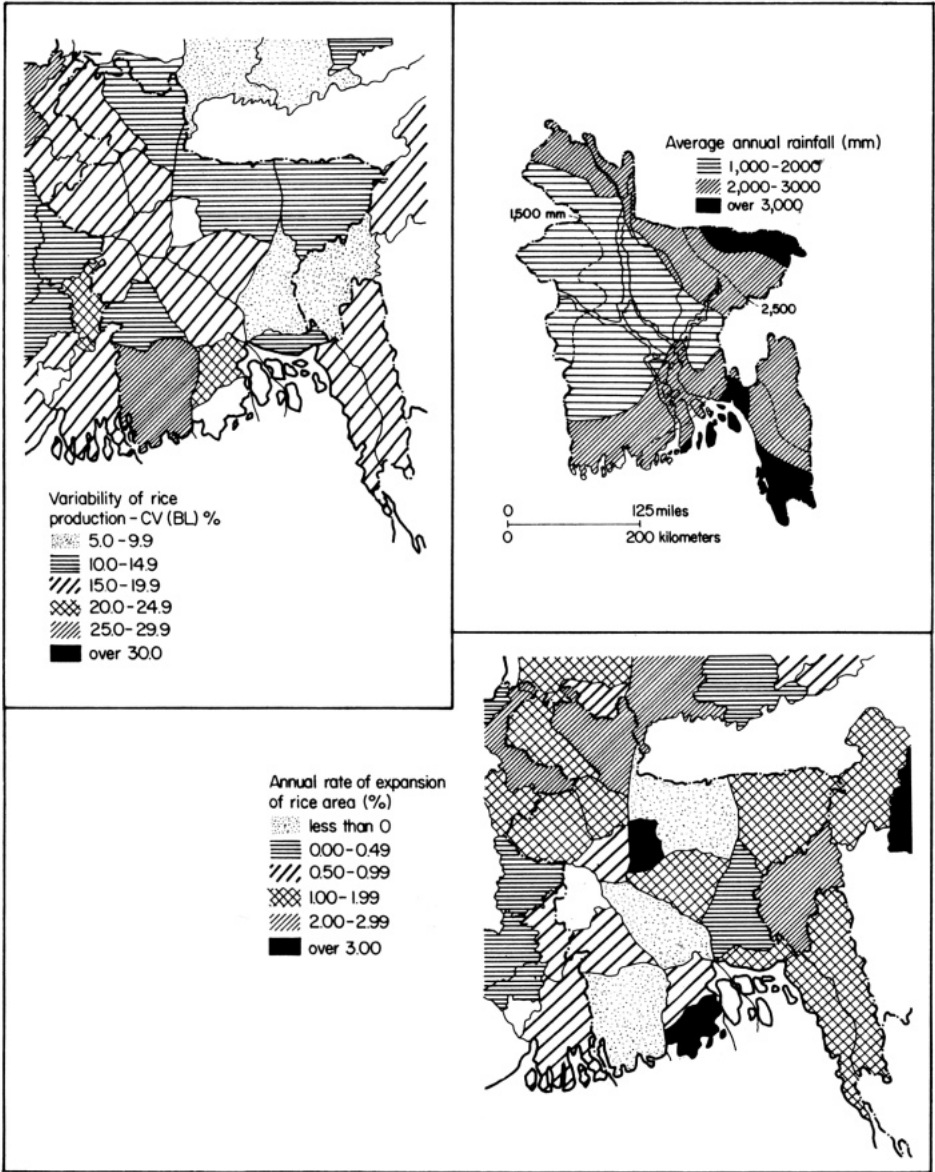 Variability of rice
production - CV (BL) %
5.0-9.9
10.0-14.9
15.0-19.9
20.0-24.9
25.0-29.9
over 30.0
Average annual rainfall (mm)
1,000-2000
2,000-3000
over 3,000
1,500 mm
2,500
0 125 miles
0 200 kilometers
Annual rate of expansion
of rice area (%)
less than 0
0.00-0.49
0.50-0.99
1.00-1.99
2.00-2.99
over 3.00